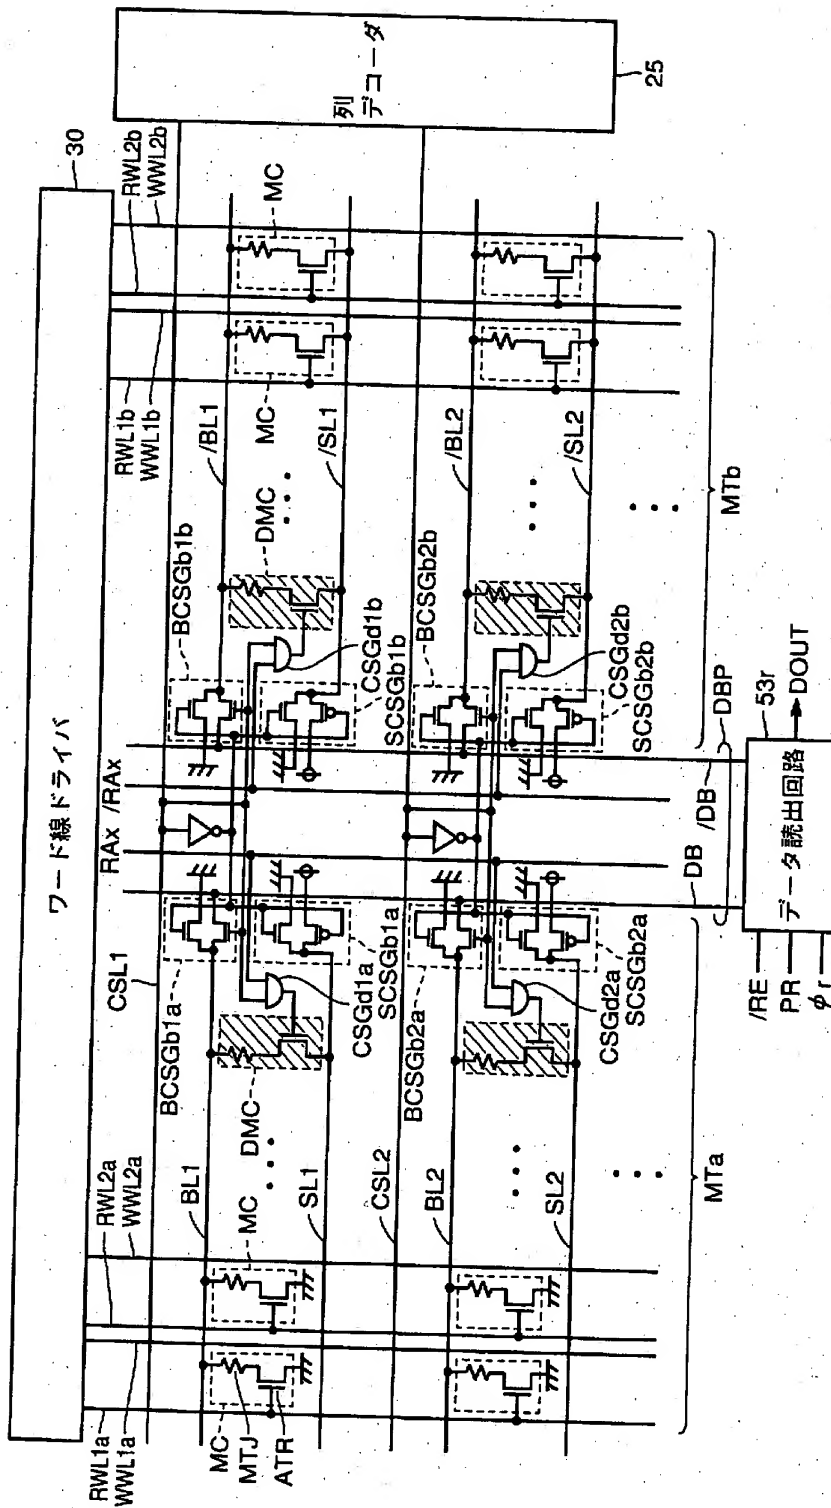 ワード線ドライバ
30
RWL1a
WWL1a
RWL2a
WWL2a
CSL1
RAx
/RAx
RWL1b
WWL1b
RWL2b
WWL2b
列
デコーダ
25
BL1
BCSGb1a
BCSGb1b
/BL1
MC
MTJ
ATR
MC
DMC
DMC
MC
MC
SL1
CSGd1a
SCSGb1a
CSGd1b
SCSGb1b
/SL1
CSL2
BL2
BCSGb2a
BCSGb2b
/BL2
SL2
CSGd2a
SCSGb2a
CSGd2b
SCSGb2b
/SL2
MTa
MTb
DB
/DB
DBP
/RE
PR
φr
データ読出回路
53r
DOUT